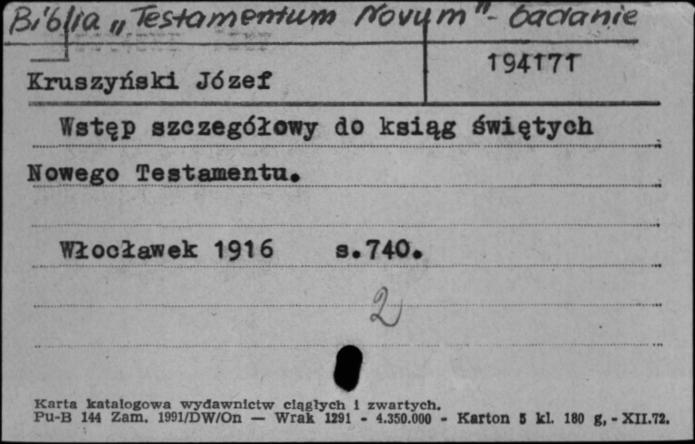 Biblia „Testamentum Novum" - badanie
194171
Kruszyński Józef
Wstęp szczegółowy do ksiąg świętych
Nowego Testamentu.
Włocławek 1916 s.740.
2
Karta katalogowa wydawnictw ciągłych i zwartych.
Pu-B 144 Zam. 1991/DW/On — Wrak 1291 - 4.350.000 - Karton 5 kl. 180 g, - XII.72.